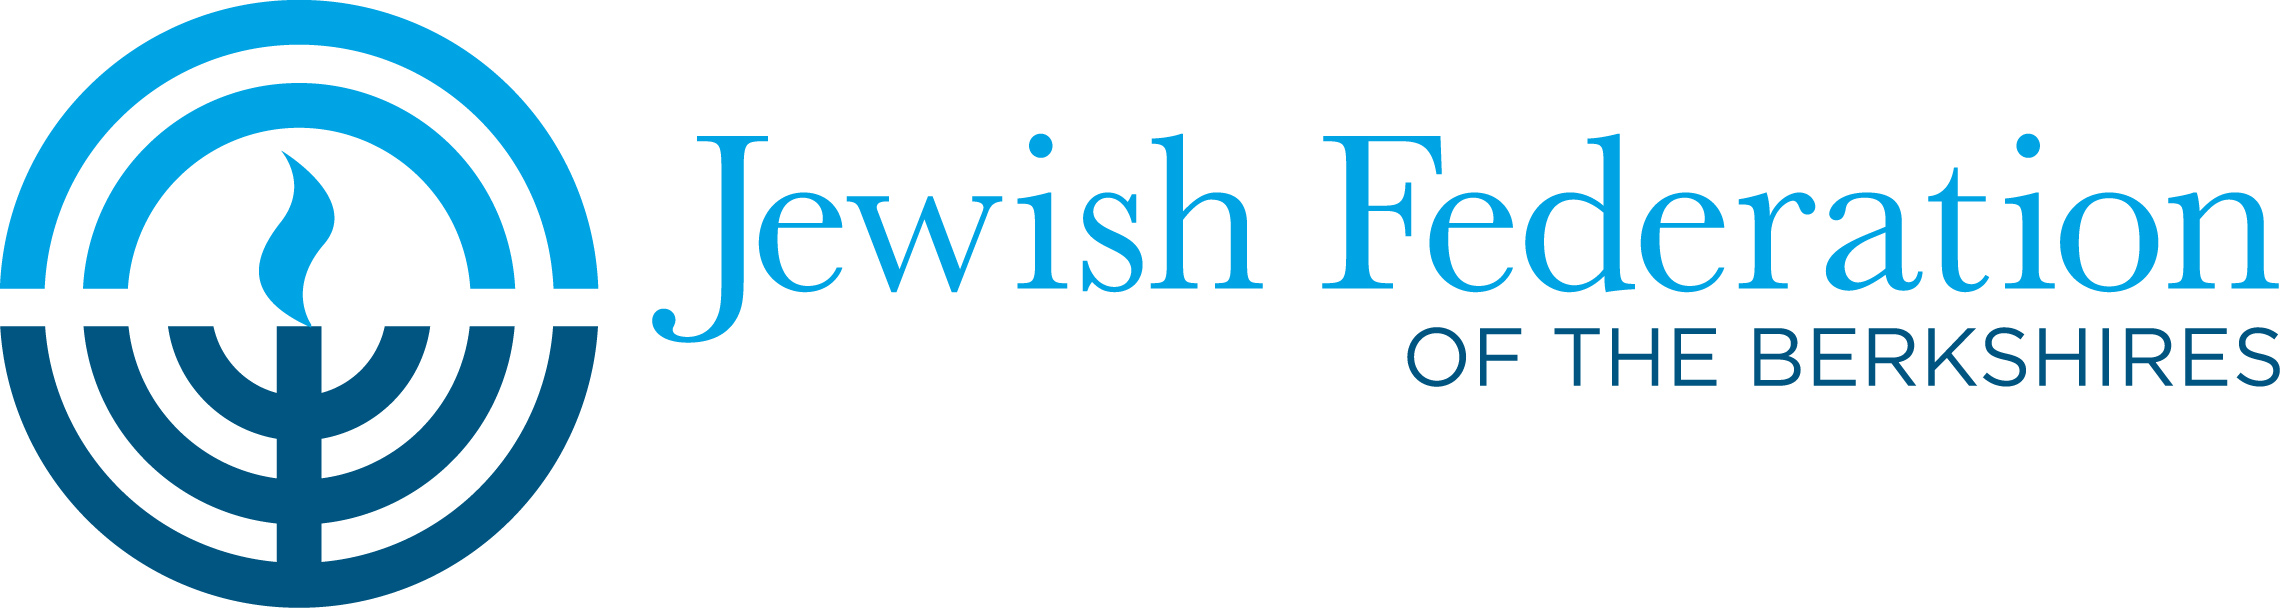 Jewish Federation
OF THE BERKSHIRES